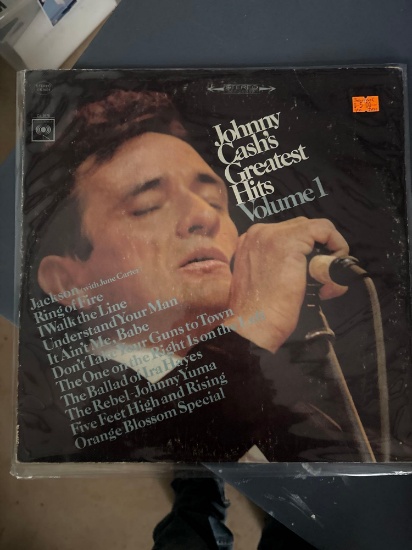 STEREO
Johnny
Cash's
Greatest
Hits
Volume 1
Jackson with June Carter
Ring of Fire
I Walk the Line
Understand Your Man
It Ain't Me, Babe
Don't Take Your Guns to Town
The One on the Right Is on the Left
The Ballad of Ira Hayes
The Rebel-Johnny Yuma
Five Feet High and Rising
Orange Blossom Special